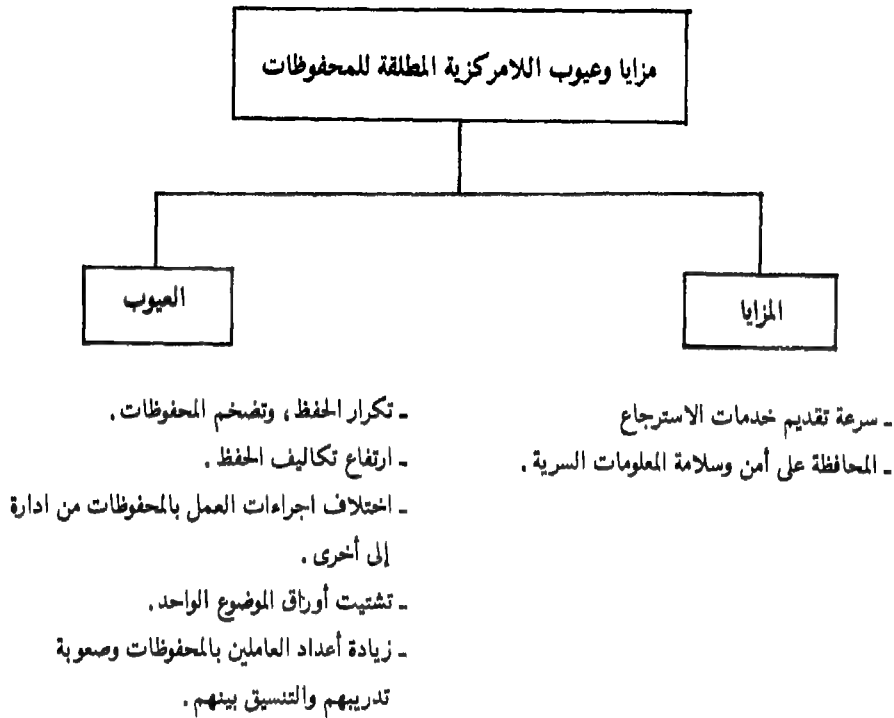 مزايا وعيوب اللامركزية المطلقة للمحفوظات
المزايا
- سرعة تقديم خدمات الاسترجاع
- المحافظة على أمن وسلامة المعلومات السرية .
العيوب
- تكرار الحفظ ، وتضخم المحفوظات .
- ارتفاع تكاليف الحفظ .
- اختلاف اجراءات العمل بالمحفوظات من ادارة
إلى أخرى .
- تشتيت أوراق الموضوع الواحد .
- زيادة أعداد العاملين بالمحفوظات وصعوبة
تدريبهم والتنسيق بينهم .